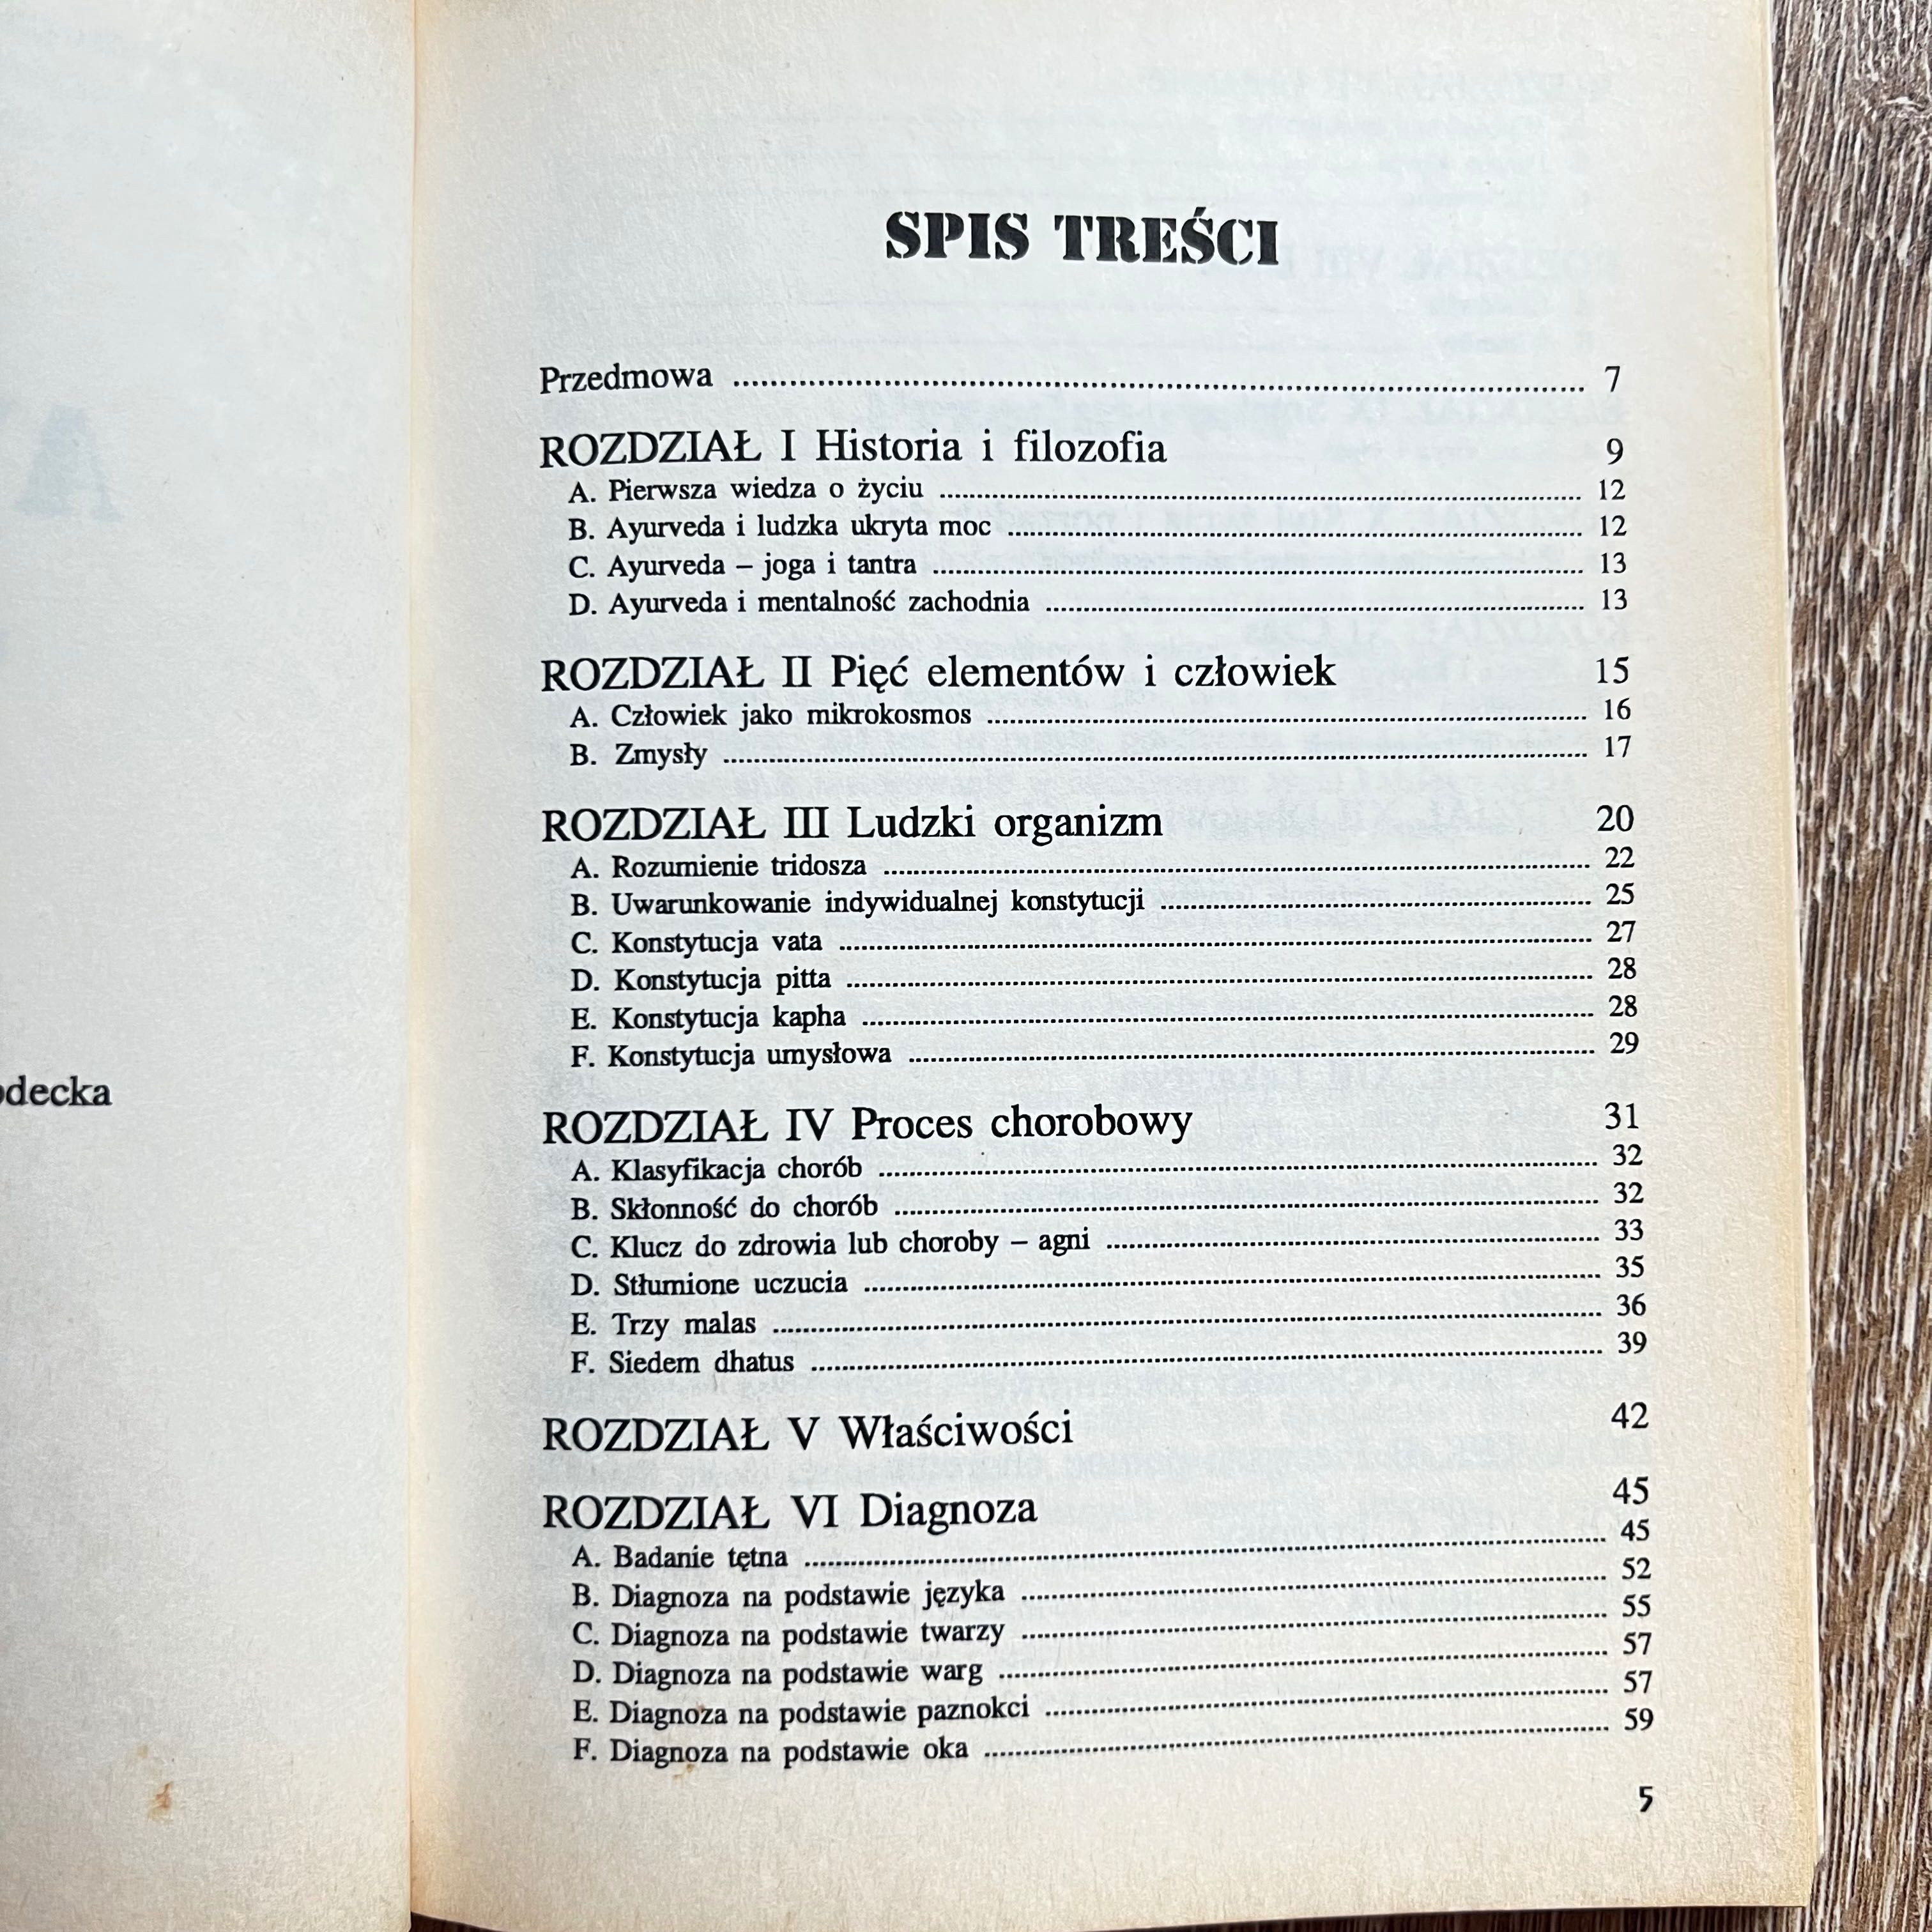 SPIS TREŚCI
Przedmowa ........ 7
ROZDZIAŁ I Historia i filozofia 9
A. Pierwsza wiedza o życiu ........ 12
B. Ayurveda i ludzka ukryta moc ........ 12
C. Ayurveda – joga i tantra ........ 13
D. Ayurveda i mentalność zachodnia ........ 13
ROZDZIAŁ II Pięć elementów i człowiek 15
A. Człowiek jako mikrokosmos ........ 16
B. Zmysły ........ 17
ROZDZIAŁ III Ludzki organizm 20
A. Rozumienie tridosza ........ 22
B. Uwarunkowanie indywidualnej konstytucji ........ 25
C. Konstytucja vata ........ 27
D. Konstytucja pitta ........ 28
E. Konstytucja kapha ........ 28
F. Konstytucja umysłowa ........ 29
ROZDZIAŁ IV Proces chorobowy 31
A. Klasyfikacja chorób ........ 32
B. Skłonność do chorób ........ 32
C. Klucz do zdrowia lub choroby – agni ........ 33
D. Stłumione uczucia ........ 35
E. Trzy malas ........ 36
F. Siedem dhatus ........ 39
ROZDZIAŁ V Właściwości 42
ROZDZIAŁ VI Diagnoza 45
A. Badanie tętna ........ 45
B. Diagnoza na podstawie języka ........ 52
C. Diagnoza na podstawie twarzy ........ 55
D. Diagnoza na podstawie warg ........ 57
E. Diagnoza na podstawie paznokci ........ 57
F. Diagnoza na podstawie oka ........ 59
5